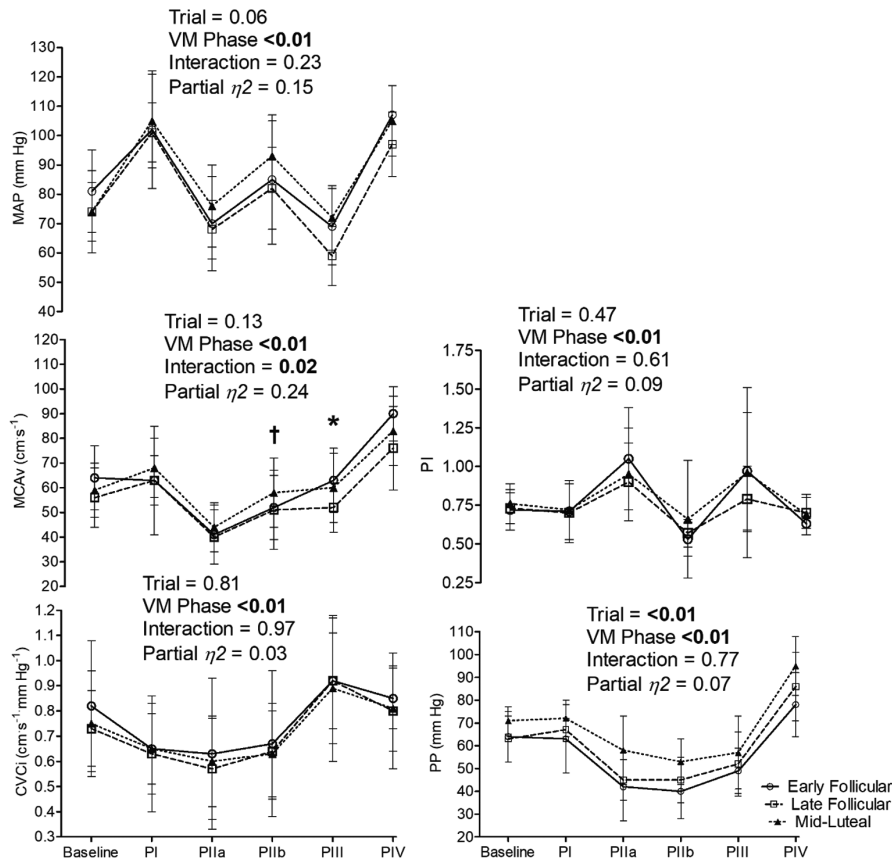 Trial = 0.06
VM Phase <0.01
Interaction = 0.23
Partial η2 = 0.15
MAP (mm Hg)
130
120
110
100
90
80
70
60
50
40
Trial = 0.13
VM Phase <0.01
Interaction = 0.02
Partial η2 = 0.24
MCAv (cm·s⁻¹)
120
110
100
90
80
70
60
50
40
30
20
†
*
Trial = 0.47
VM Phase <0.01
Interaction = 0.61
Partial η2 = 0.09
PI
1.75
1.50
1.25
1.00
0.75
0.50
0.25
Trial = 0.81
VM Phase <0.01
Interaction = 0.97
Partial η2 = 0.03
CVCi (cm·s⁻¹ mm Hg⁻¹)
1.2
1.1
1.0
0.9
0.8
0.7
0.6
0.5
0.4
0.3
Baseline PI PIIa PIIb PIII PIV
Trial = <0.01
VM Phase <0.01
Interaction = 0.77
Partial η2 = 0.07
PP (mm Hg)
110
100
90
80
70
60
50
40
30
20
Baseline PI PIIa PIIb PIII PIV
Early Follicular
Late Follicular
Mid-Luteal